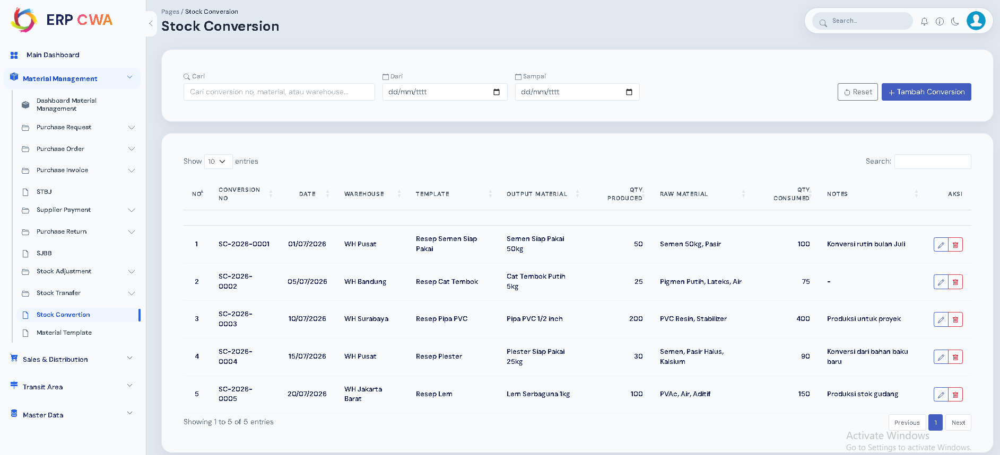 ERP CWA
Main Dashboard
Material Management
Dashboard Material
Management
Purchase Request
Purchase Order
Purchase Invoice
STBJ
Supplier Payment
Purchase Return
SJBB
Stock Adjustment
Stock Transfer
Stock Convertion
Material Template
Sales & Distribution
Transit Area
Master Data
Pages / Stock Conversion
Stock Conversion
Search...
Cari
Dari
Sampai
Cari conversion no, material, atau warehouse...
dd/mm/tttt
dd/mm/tttt
Reset
+ Tambah Conversion
Show 10 entries
Search:
NO CONVERSION NO DATE WAREHOUSE TEMPLATE OUTPUT MATERIAL QTY PRODUCED RAW MATERIAL QTY CONSUMED NOTES AKSI
1 SC-2026-0001 01/07/2026 WH Pusat Resep Semen Siap Pakai Semen Siap Pakai 50kg 50 Semen 50kg, Pasir 100 Konversi rutin bulan Juli
2 SC-2026-0002 05/07/2026 WH Bandung Resep Cat Tembok Cat Tembok Putih 5kg 25 Pigmen Putih, Lateks, Air 75 -
3 SC-2026-0003 10/07/2026 WH Surabaya Resep Pipa PVC Pipa PVC 1/2 inch 200 PVC Resin, Stabilizer 400 Produksi untuk proyek
4 SC-2026-0004 15/07/2026 WH Pusat Resep Plester Plester Siap Pakai 25kg 30 Semen, Pasir Halus, Kalsium 90 Konversi dari bahan baku baru
5 SC-2026-0005 20/07/2026 WH Jakarta Barat Resep Lem Lem Serbaguna 1kg 100 PVAc, Air, Aditif 150 Produksi stok gudang
Showing 1 to 5 of 5 entries
Previous 1 Next
Activate Windows
Go to Settings to activate Windows.